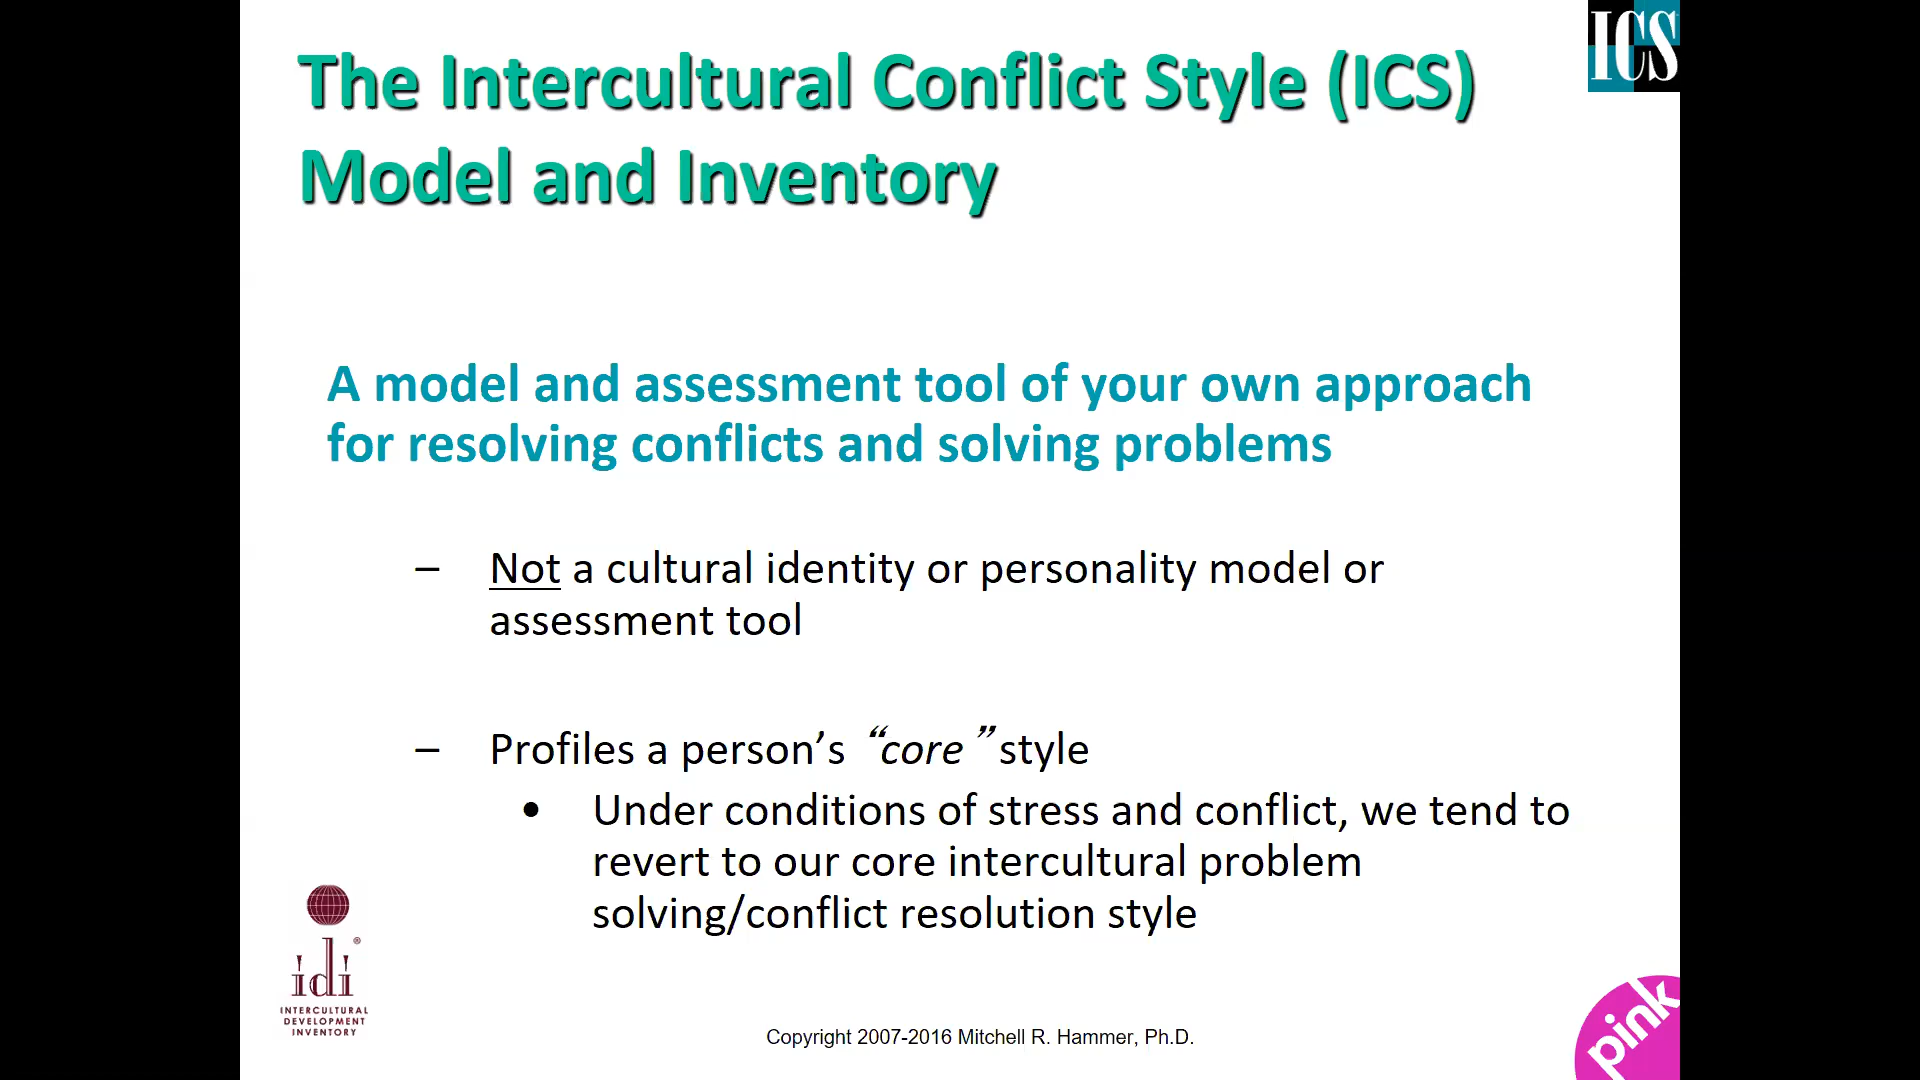 ICS
The Intercultural Conflict Style (ICS)
Model and Inventory
A model and assessment tool of your own approach
for resolving conflicts and solving problems
– Not a cultural identity or personality model or
assessment tool
– Profiles a person’s “core” style
• Under conditions of stress and conflict, we tend to
revert to our core intercultural problem
solving/conflict resolution style
idi®
INTERCULTURAL
DEVELOPMENT
INVENTORY
Copyright 2007-2016 Mitchell R. Hammer, Ph.D.
pink